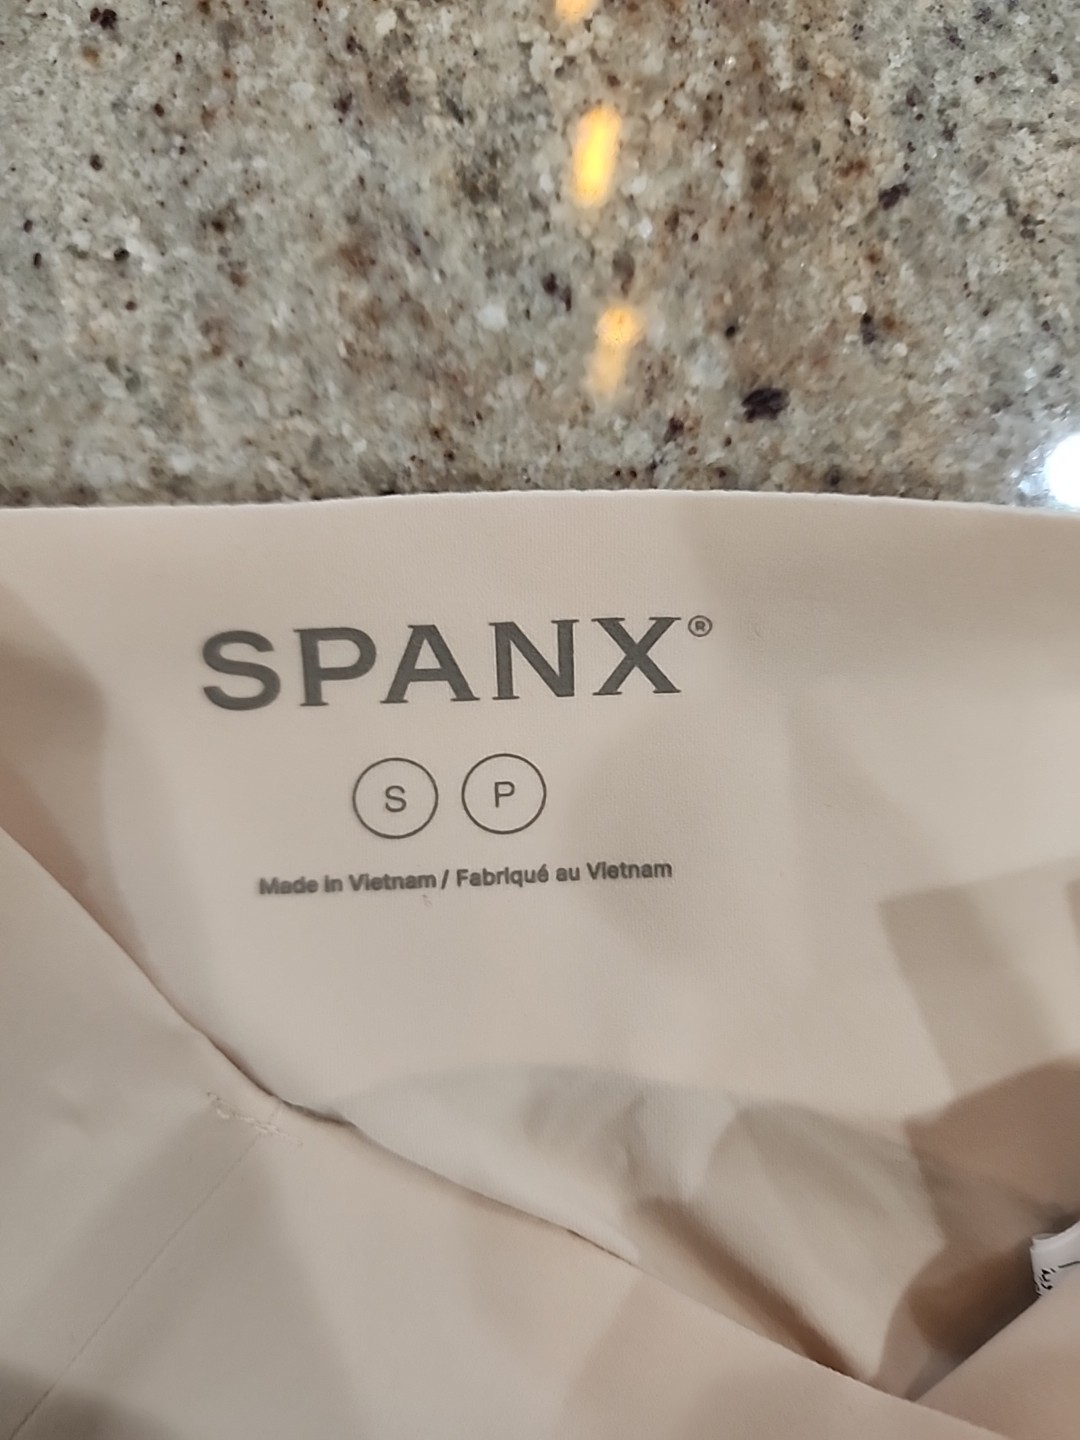 SPANX®
S P
Made in Vietnam / Fabriqué au Vietnam